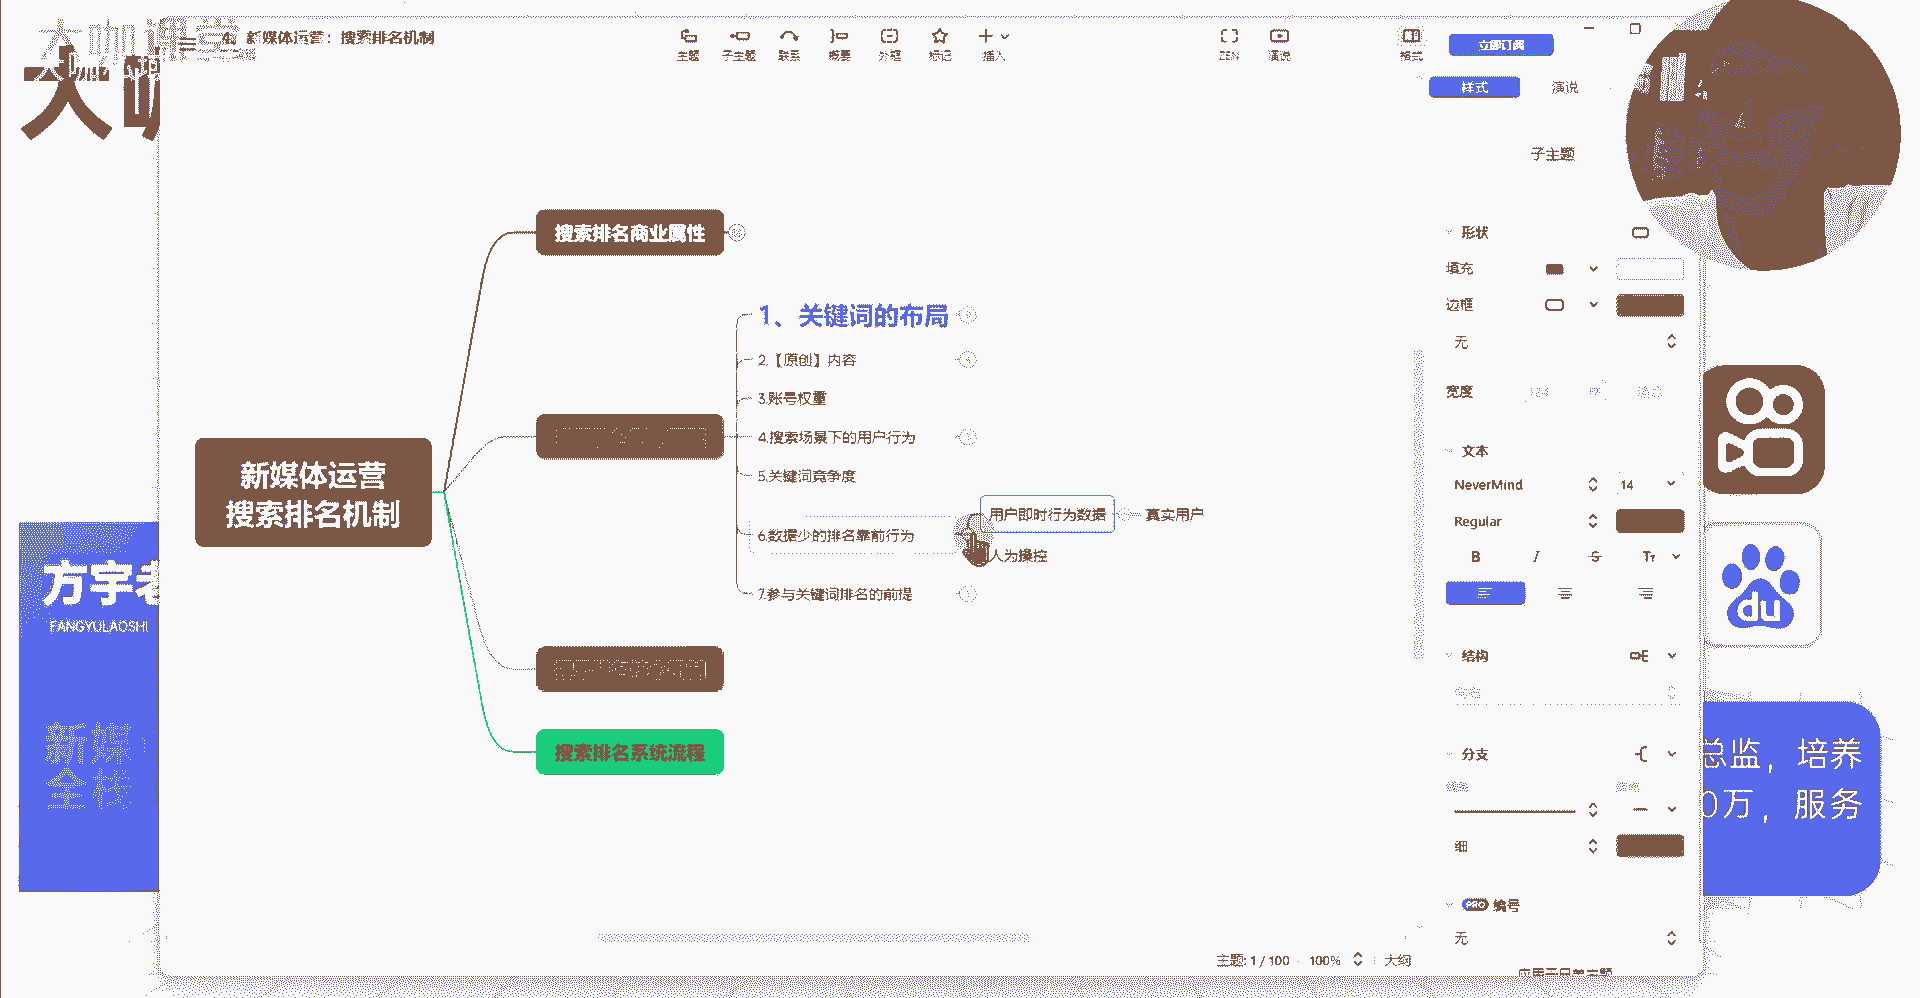 大咖课堂
4、新媒体运营：搜索排名机制
主题
子主题
联系
概要
外框
标记
插入
ZEN
演说
格式
立即订阅
大咖
样式
演说
子主题
搜索排名商业属性
形状
填充
边框
无
1、关键词的布局
2.【原创】内容
3.账号权重
4.搜索场景下的用户行为
5.关键词竞争度
6.数据少的排名靠前行为
7.参与关键词排名的前提
用户即时行为数据
真实用户
人为操控
新媒体运营
搜索排名机制
搜索排名系统流程
宽度
文本
NeverMind
14
Regular
B
I
S
Tт
结构
分支
细
PRO 编号
无
方宇老
FANGYULAOSHI
新媒
全栈
du
总监，培养
0万，服务
主题: 1 / 100
100%
大纲